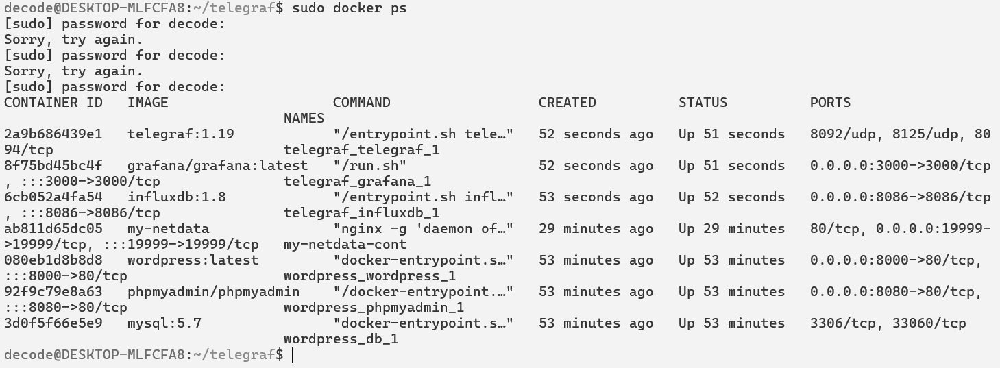 decode@DESKTOP-MLFCFA8:~/telegraf$ sudo docker ps
[sudo] password for decode:
Sorry, try again.
[sudo] password for decode:
Sorry, try again.
[sudo] password for decode:
CONTAINER ID   IMAGE                    COMMAND                  CREATED          STATUS          PORTS
                                  NAMES
2a9b686439e1   telegraf:1.19            "/entrypoint.sh tele…"   52 seconds ago   Up 51 seconds   8092/udp, 8125/udp, 80
94/tcp                            telegraf_telegraf_1
8f75bd45bc4f   grafana/grafana:latest   "/run.sh"                52 seconds ago   Up 51 seconds   0.0.0.0:3000->3000/tcp
, :::3000->3000/tcp               telegraf_grafana_1
6cb052a4fa54   influxdb:1.8             "/entrypoint.sh infl…"   53 seconds ago   Up 52 seconds   0.0.0.0:8086->8086/tcp
, :::8086->8086/tcp               telegraf_influxdb_1
ab811d65dc05   my-netdata               "nginx -g 'daemon of…"   29 minutes ago   Up 29 minutes   80/tcp, 0.0.0.0:19999-
>19999/tcp, :::19999->19999/tcp   my-netdata-cont
080eb1d8b8d8   wordpress:latest         "docker-entrypoint.s…"   53 minutes ago   Up 53 minutes   0.0.0.0:8000->80/tcp,
:::8000->80/tcp                   wordpress_wordpress_1
92f9c79e8a63   phpmyadmin/phpmyadmin    "/docker-entrypoint.…"   53 minutes ago   Up 53 minutes   0.0.0.0:8080->80/tcp,
:::8080->80/tcp                   wordpress_phpmyadmin_1
3d0f5f66e5e9   mysql:5.7                "docker-entrypoint.s…"   53 minutes ago   Up 53 minutes   3306/tcp, 33060/tcp
                                  wordpress_db_1
decode@DESKTOP-MLFCFA8:~/telegraf$